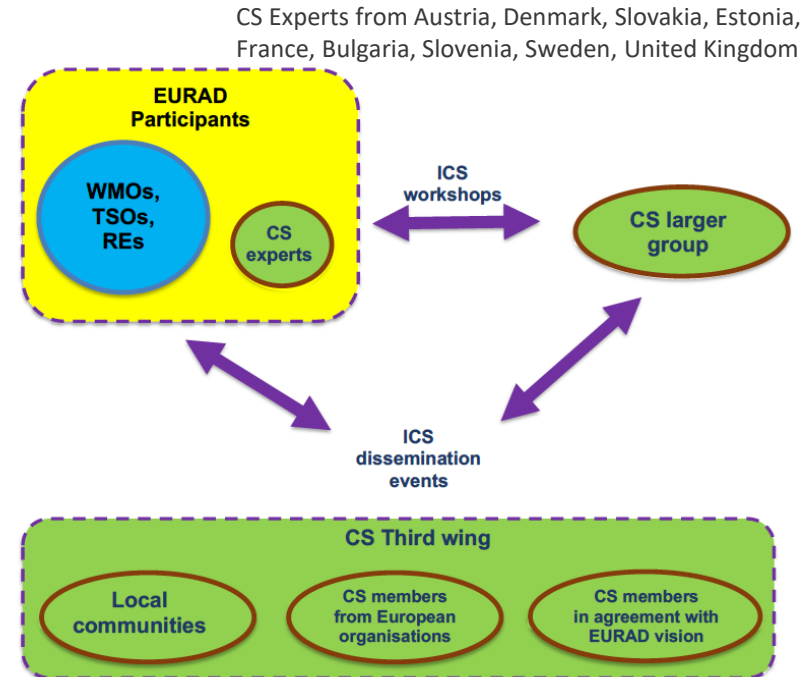 CS Experts from Austria, Denmark, Slovakia, Estonia,
France, Bulgaria, Slovenia, Sweden, United Kingdom
EURAD
Participants
WMOs,
TSOs,
REs
CS
experts
ICS
workshops
CS larger
group
ICS
dissemination
events
CS Third wing
Local
communities
CS members
from European
organisations
CS members
in agreement with
EURAD vision